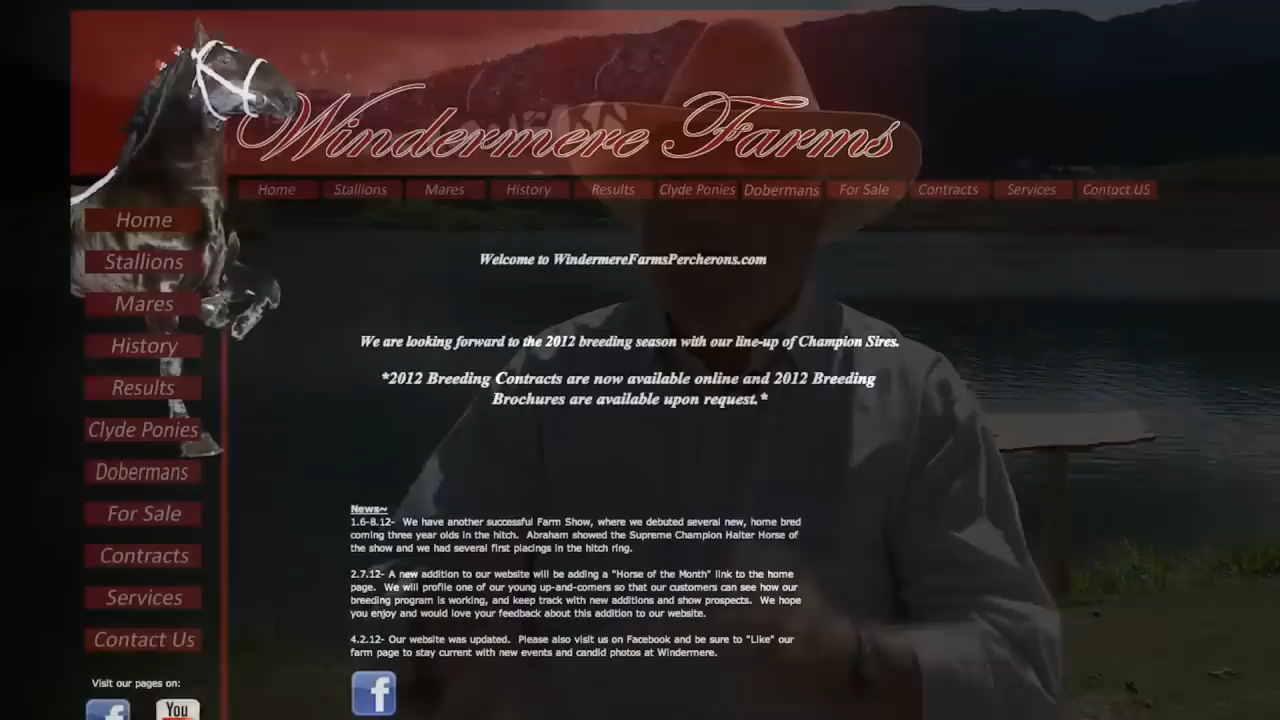 Windermere Farms
Home Stallions Mares History Results Clyde Ponies Dobermans For Sale Contracts Services Contact US
Home
Stallions
Mares
History
Results
Clyde Ponies
Dobermans
For Sale
Contracts
Services
Contact Us
Visit our pages on:
f
You
Welcome to WindermereFarmsPercherons.com
We are looking forward to the 2012 breeding season with our line-up of Champion Sires.
*2012 Breeding Contracts are now available online and 2012 Breeding
Brochures are available upon request.*
News~
1.6-8.12- We have another successful Farm Show, where we debuted several new, home bred
coming three year olds in the hitch. Abraham showed the Supreme Champion Halter Horse of
the show and we had several first placings in the hitch ring.
2.7.12- A new addition to our website will be adding a "Horse of the Month" link to the home
page. We will profile one of our young up-and-comers so that our customers can see how our
breeding program is working, and keep track with new additions and show prospects. We hope
you enjoy and would love your feedback about this addition to our website.
4.2.12- Our website was updated. Please also visit us on Facebook and be sure to "Like" our
farm page to stay current with new events and candid photos at Windermere.
f